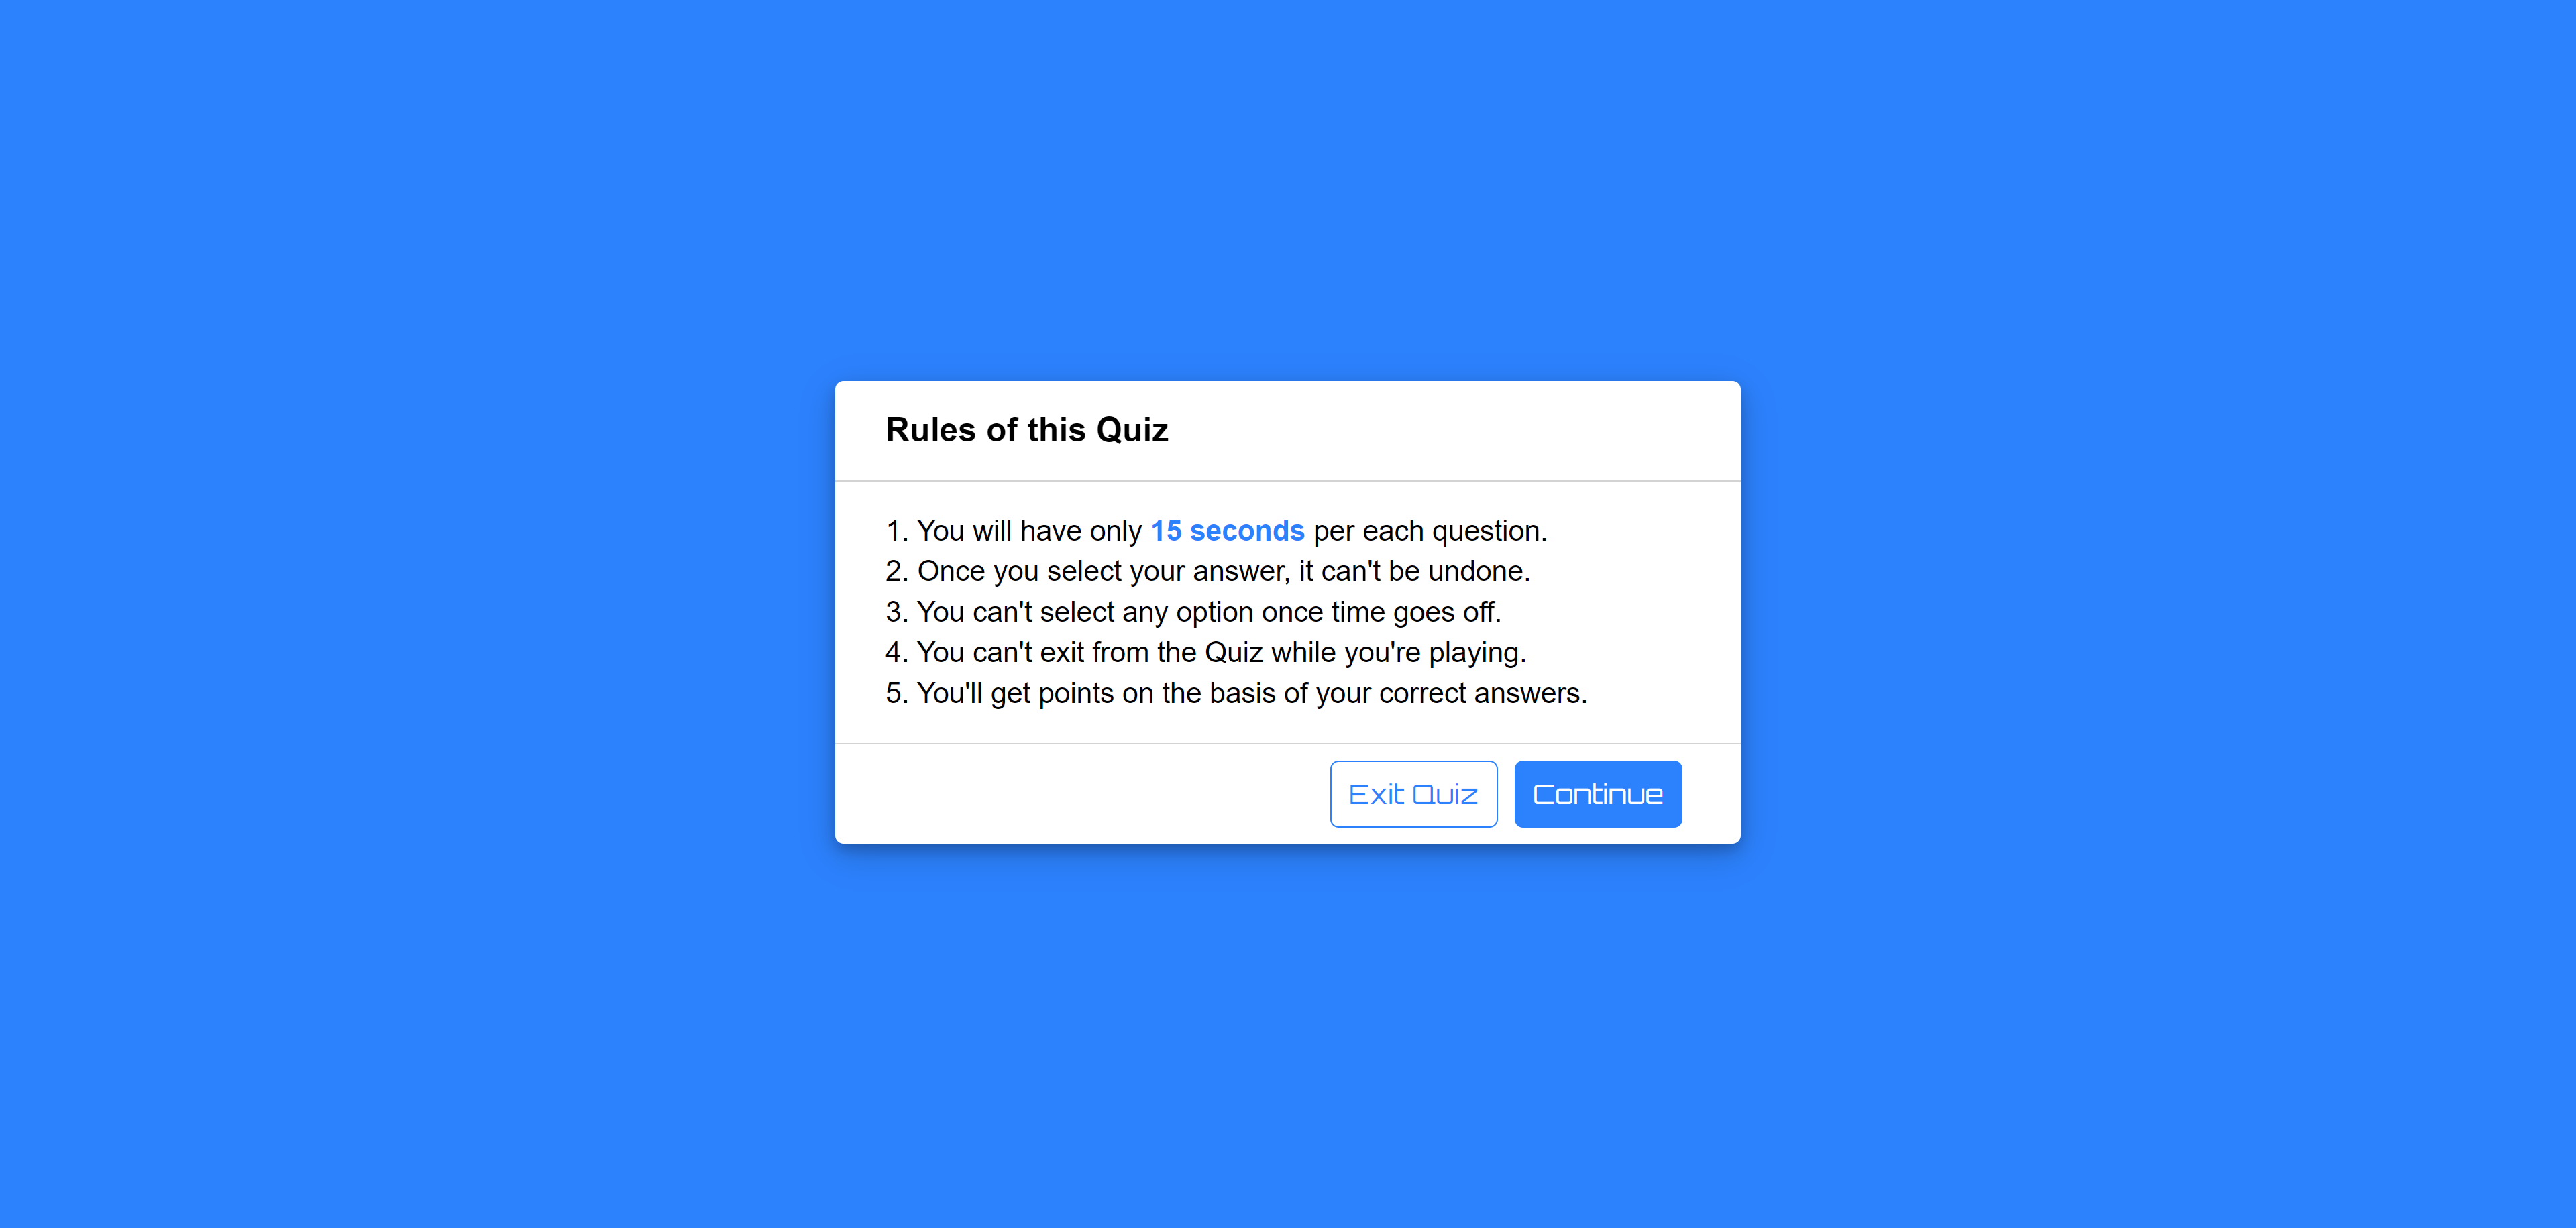 Rules of this Quiz
1. You will have only 15 seconds per each question.
2. Once you select your answer, it can't be undone.
3. You can't select any option once time goes off.
4. You can't exit from the Quiz while you're playing.
5. You'll get points on the basis of your correct answers.
Exit Quiz Continue